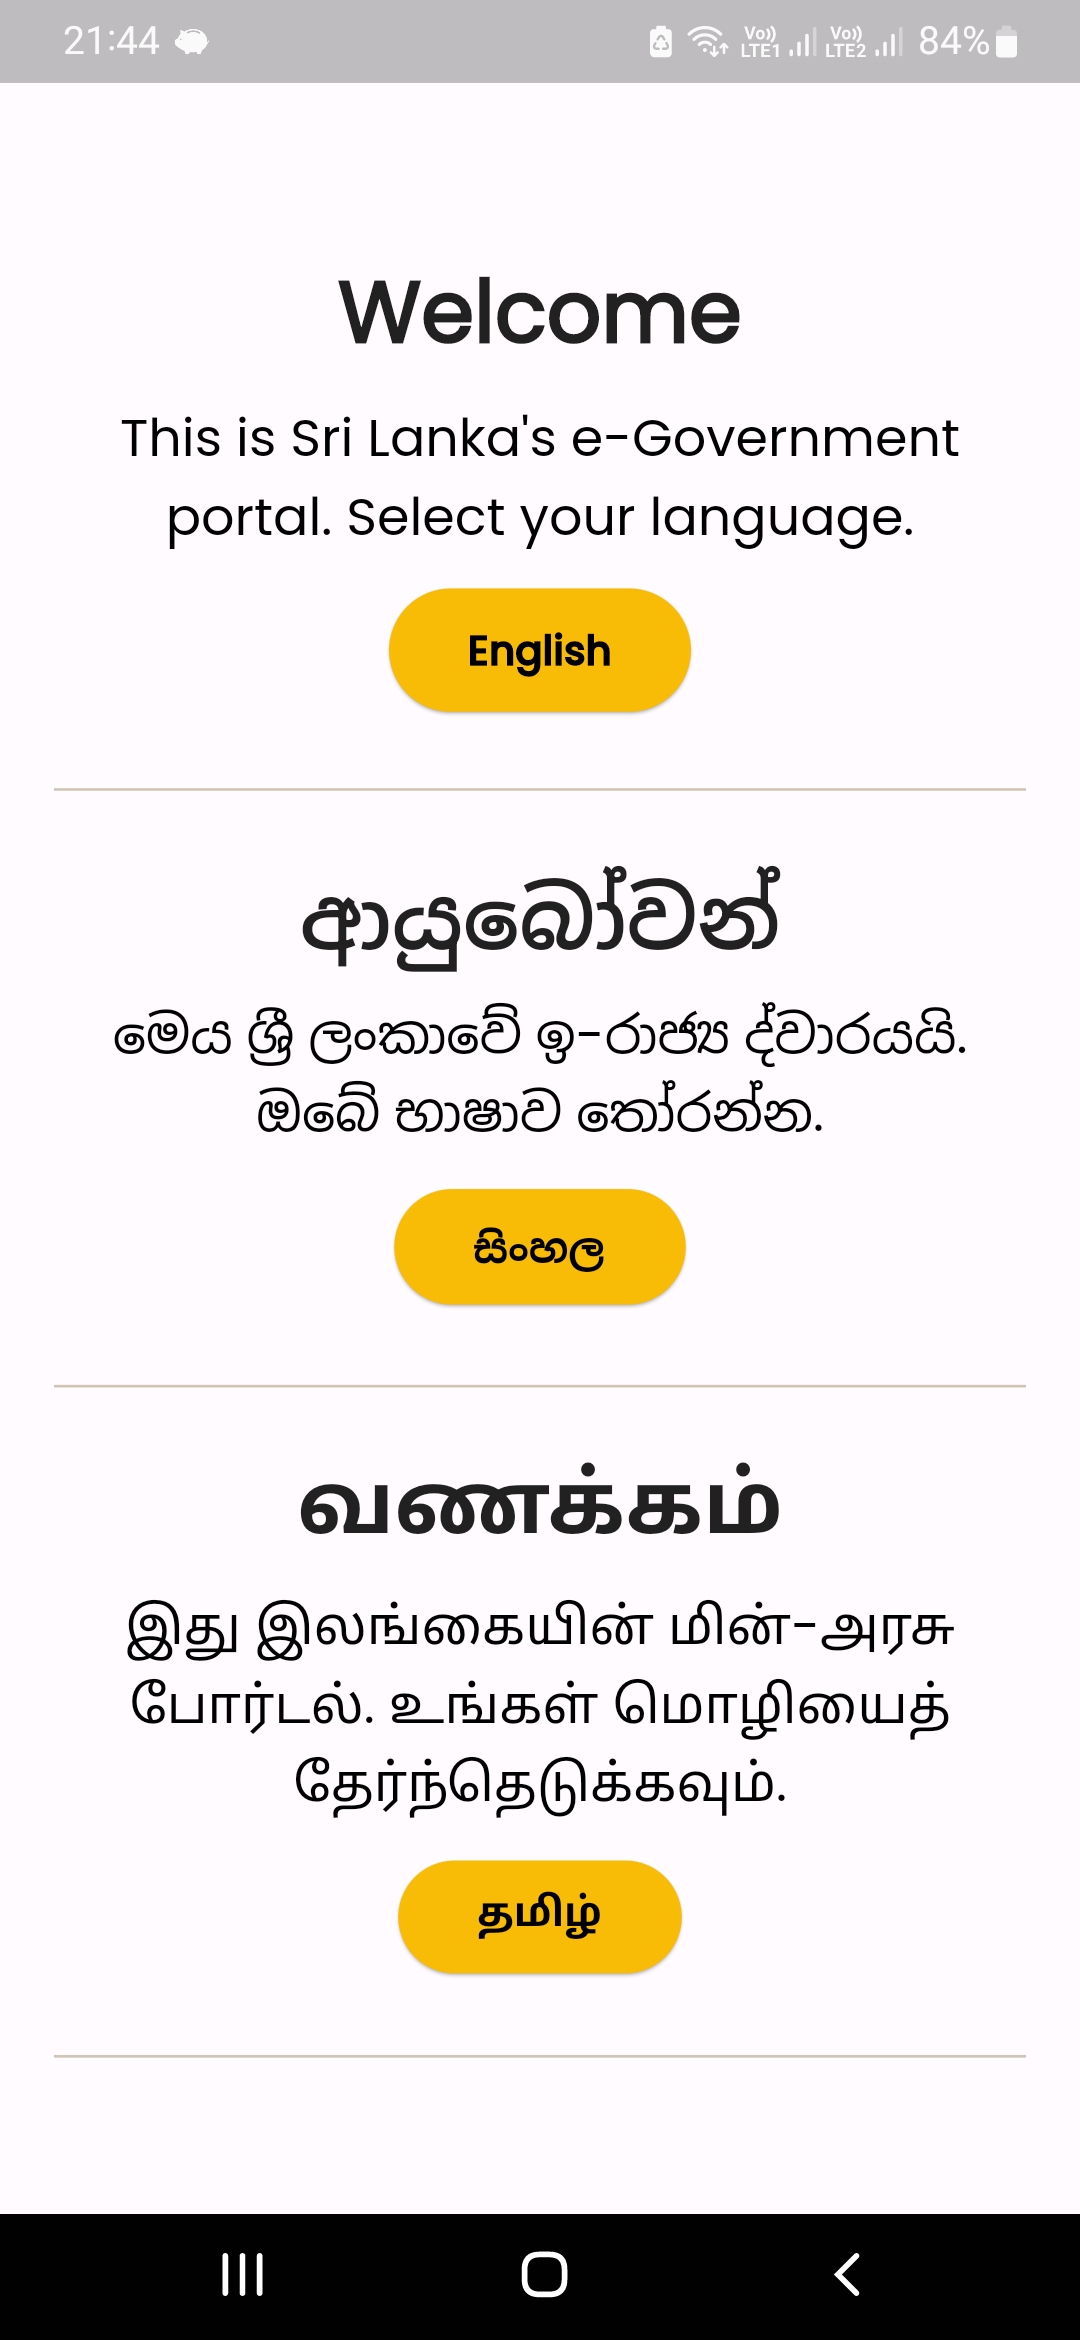 21:44
Vo)) LTE1 Vo)) LTE2 84%
Welcome
This is Sri Lanka's e-Government
portal. Select your language.
English
ආයුබෝවන්
මෙය ශ්‍රී ලංකාවේ ඉ-රාජ්‍ය ද්වාරයයි.
ඔබේ භාෂාව තෝරන්න.
සිංහල
வணக்கம்
இது இலங்கையின் மின்-அரசு
போர்டல். உங்கள் மொழியைத்
தேர்ந்தெடுக்கவும்.
தமிழ்